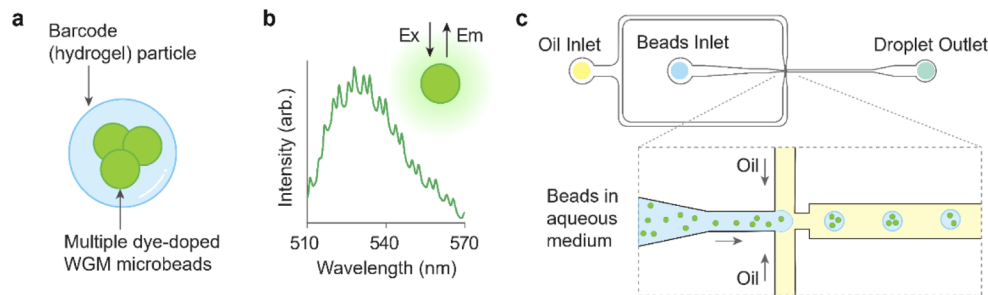 a
Barcode
(hydrogel) particle
Multiple dye-doped
WGM microbeads
b
Ex
Em
Intensity (arb.)
510
540
570
Wavelength (nm)
c
Oil Inlet
Beads Inlet
Droplet Outlet
Oil
Beads in
aqueous
medium
Oil